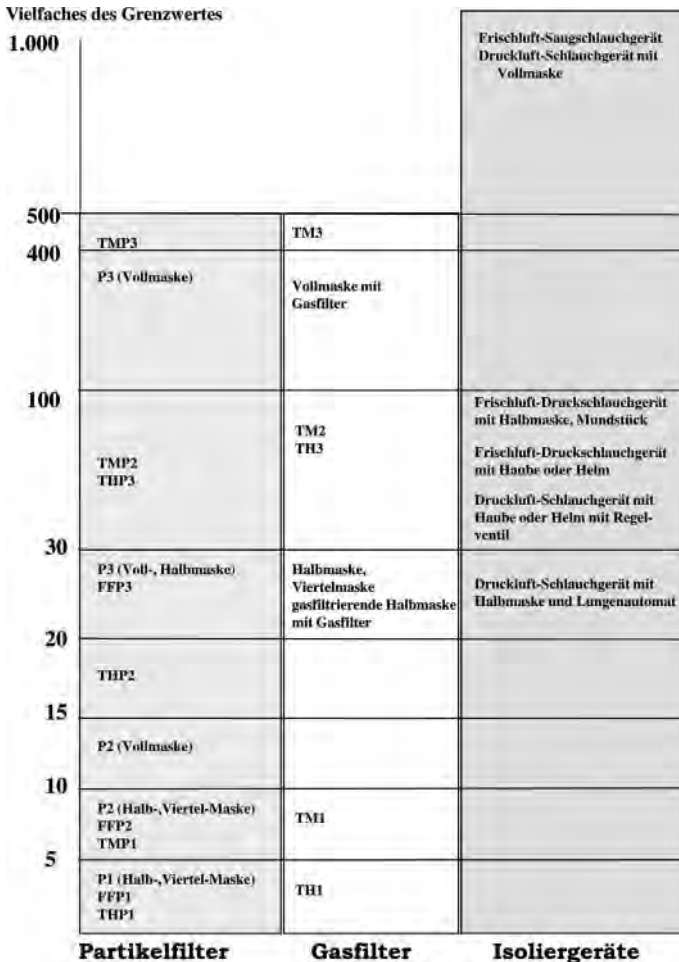 Vielfaches des Grenzwertes
1.000
Frischluft-Saugschlauchgerät
Druckluft-Schlauchgerät mit
Vollmaske
500
TMP3
TM3
400
P3 (Vollmaske)
Vollmaske mit
Gasfilter
100
TMP2
THP3
TM2
TH3
Frischluft-Druckschlauchgerät
mit Halbmaske, Mundstück
Frischluft-Druckschlauchgerät
mit Haube oder Helm
Druckluft-Schlauchgerät mit
Haube oder Helm mit Regel-
ventil
30
P3 (Voll-, Halbmaske)
FFP3
Halbmaske,
Viertelmaske
gasfiltrierende Halbmaske
mit Gasfilter
Druckluft-Schlauchgerät mit
Halbmaske und Lungenautomat
20
THP2
15
P2 (Vollmaske)
10
P2 (Halb-,Viertel-Maske)
FFP2
TMP1
TM1
5
P1 (Halb-,Viertel-Maske)
FFP1
THP1
TH1
Partikelfilter
Gasfilter
Isoliergeräte